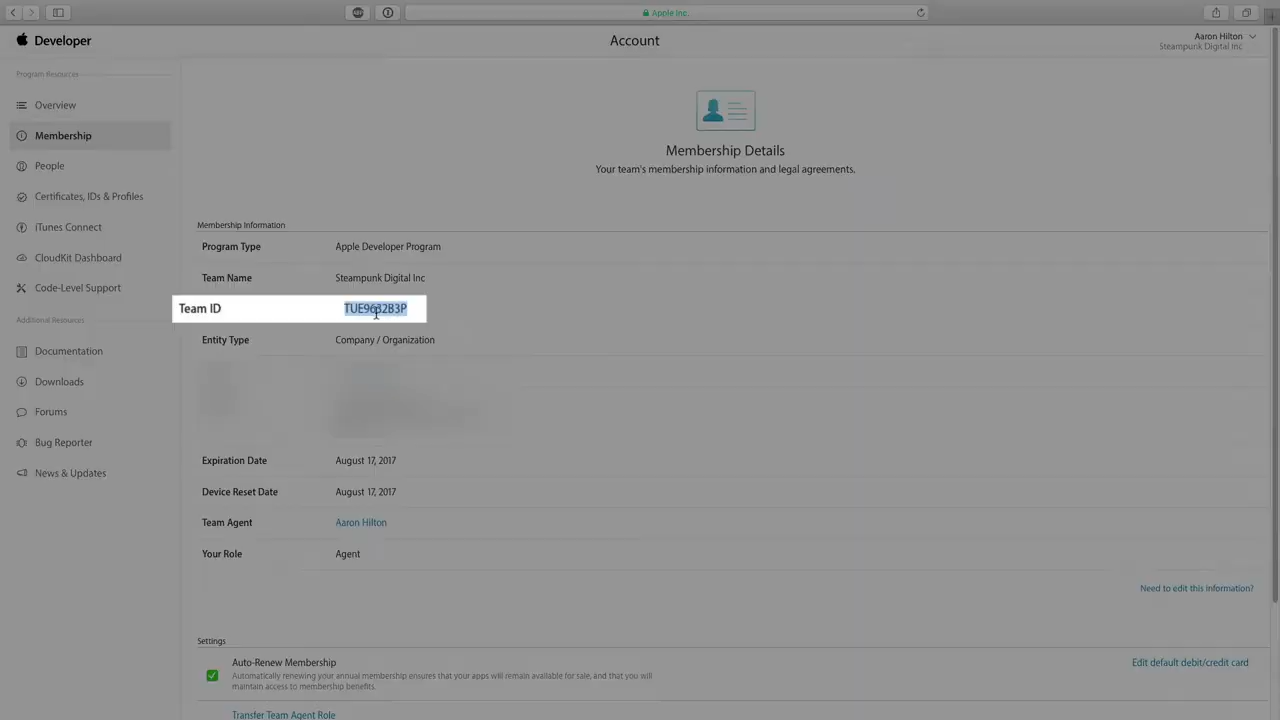 Apple Inc.
Developer
Account
Aaron Hilton
Steampunk Digital Inc
Program Resources
Overview
Membership
People
Certificates, IDs & Profiles
iTunes Connect
CloudKit Dashboard
Code-Level Support
Additional Resources
Documentation
Downloads
Forums
Bug Reporter
News & Updates
Membership Details
Your team's membership information and legal agreements.
Membership Information
Program Type Apple Developer Program
Team Name Steampunk Digital Inc
Team ID TUE9632B3P
Entity Type Company / Organization
Expiration Date August 17, 2017
Device Reset Date August 17, 2017
Team Agent Aaron Hilton
Your Role Agent
Need to edit this information?
Settings
Auto-Renew Membership Edit default debit/credit card
Automatically renewing your annual membership ensures that your apps will remain available for sale, and that you will
maintain access to membership benefits.
Transfer Team Agent Role